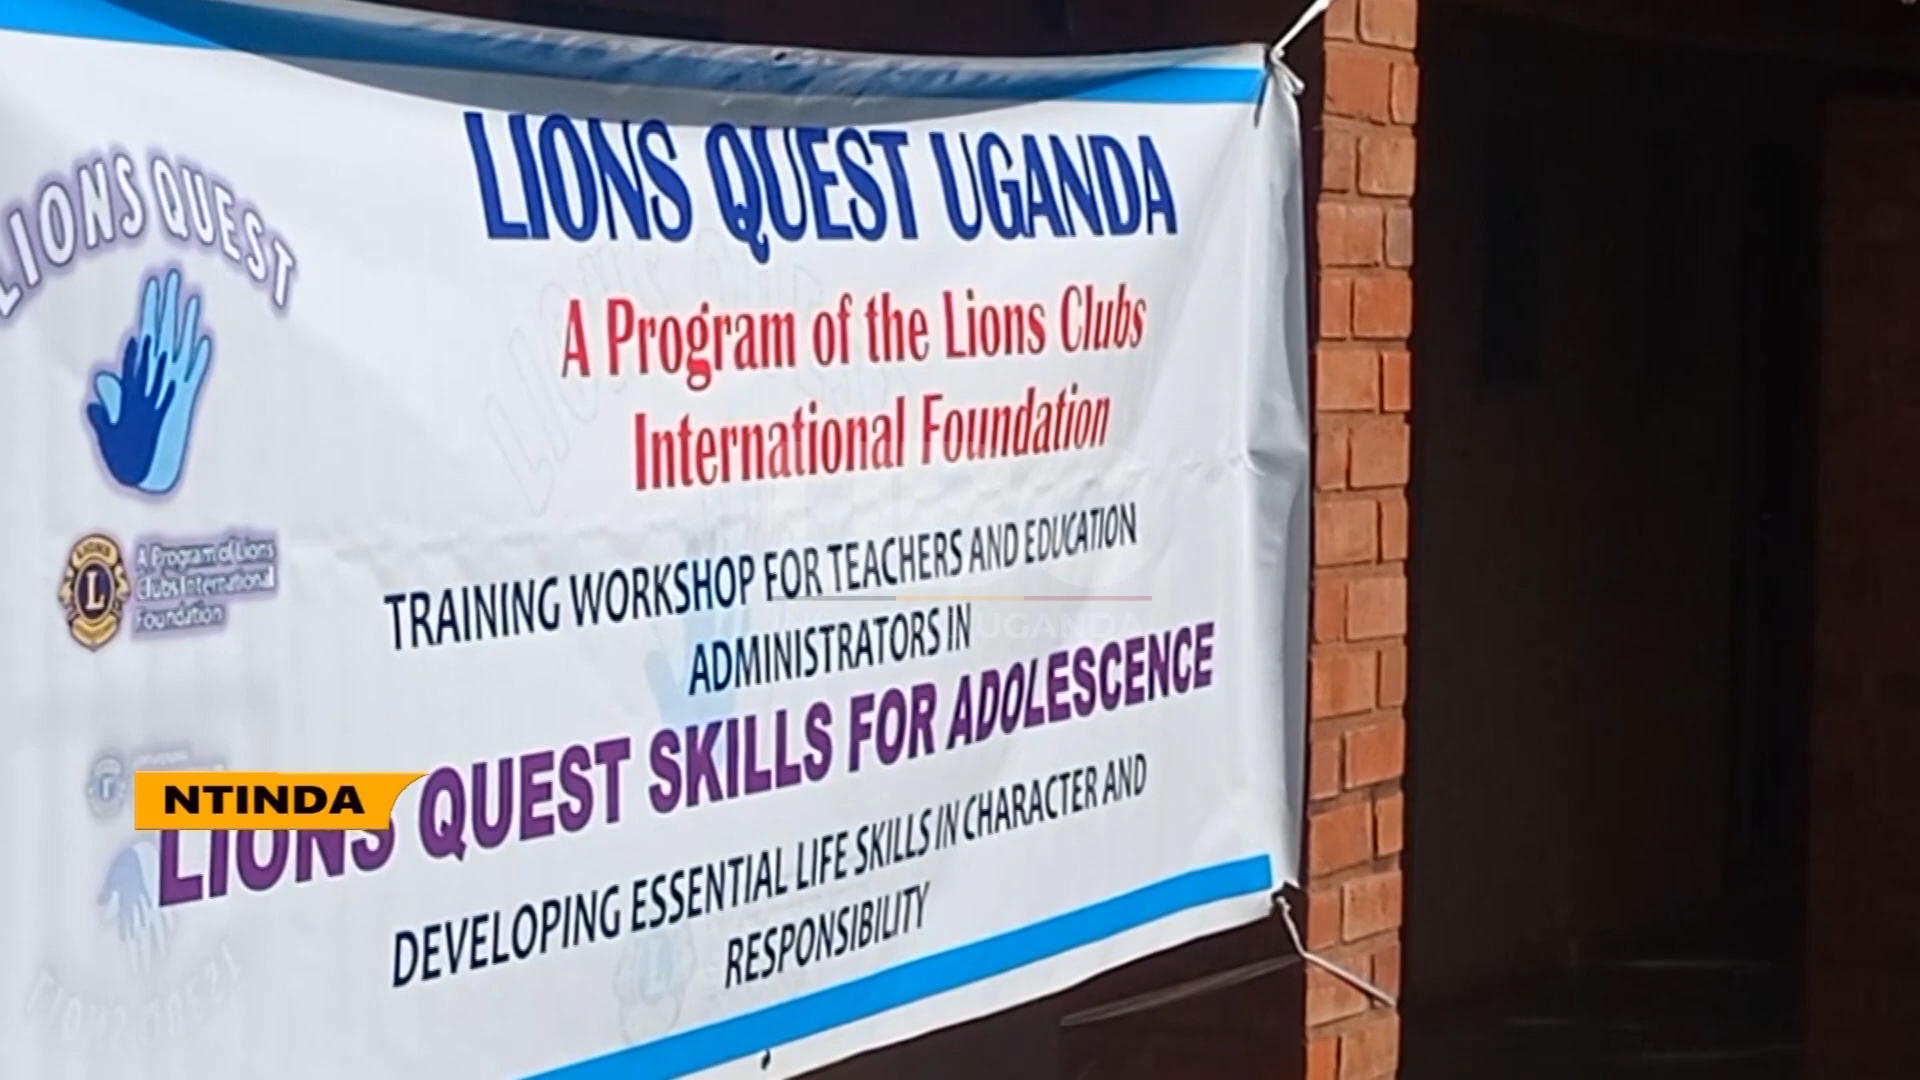 LIONS QUEST UGANDA
A Program of the Lions Clubs
International Foundation
TRAINING WORKSHOP FOR TEACHERS AND EDUCATION
ADMINISTRATORS IN
LIONS QUEST SKILLS FOR ADOLESCENCE
DEVELOPING ESSENTIAL LIFE SKILLS IN CHARACTER AND
RESPONSIBILITY
LIONS QUEST
LIONS
L
A Program of Lions
Clubs International
Foundation
NTINDA
UGANDA